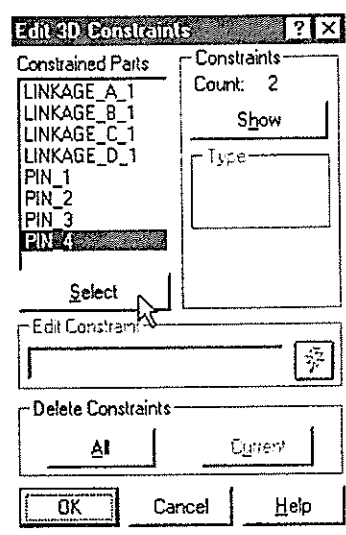 Edit 3D Constraints ? X
Constrained Parts
LINKAGE_A_1
LINKAGE_B_1
LINKAGE_C_1
LINKAGE_D_1
PIN_1
PIN_2
PIN_3
PIN_4
Select
Constraints
Count: 2
Show
Type
Edit Constraint
Delete Constraints
All
Current
OK Cancel Help